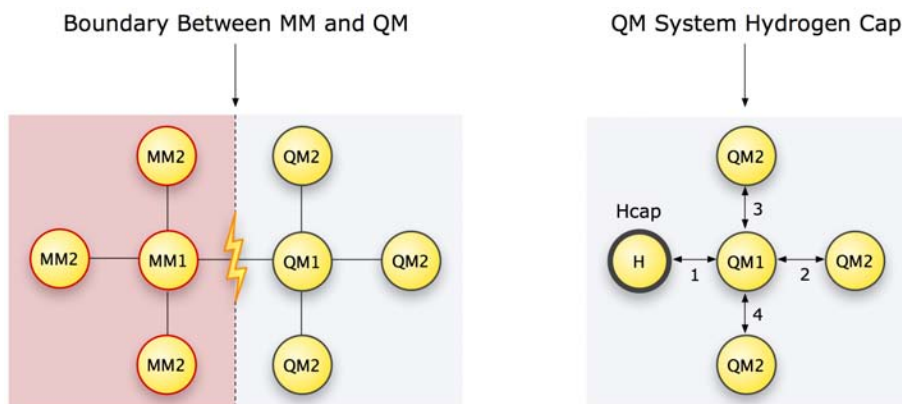 Boundary Between MM and QM
QM System Hydrogen Cap
MM2
QM2
MM2
MM1
QM1
QM2
MM2
QM2
QM2
3
Hcap
H
1
QM1
2
QM2
4
QM2